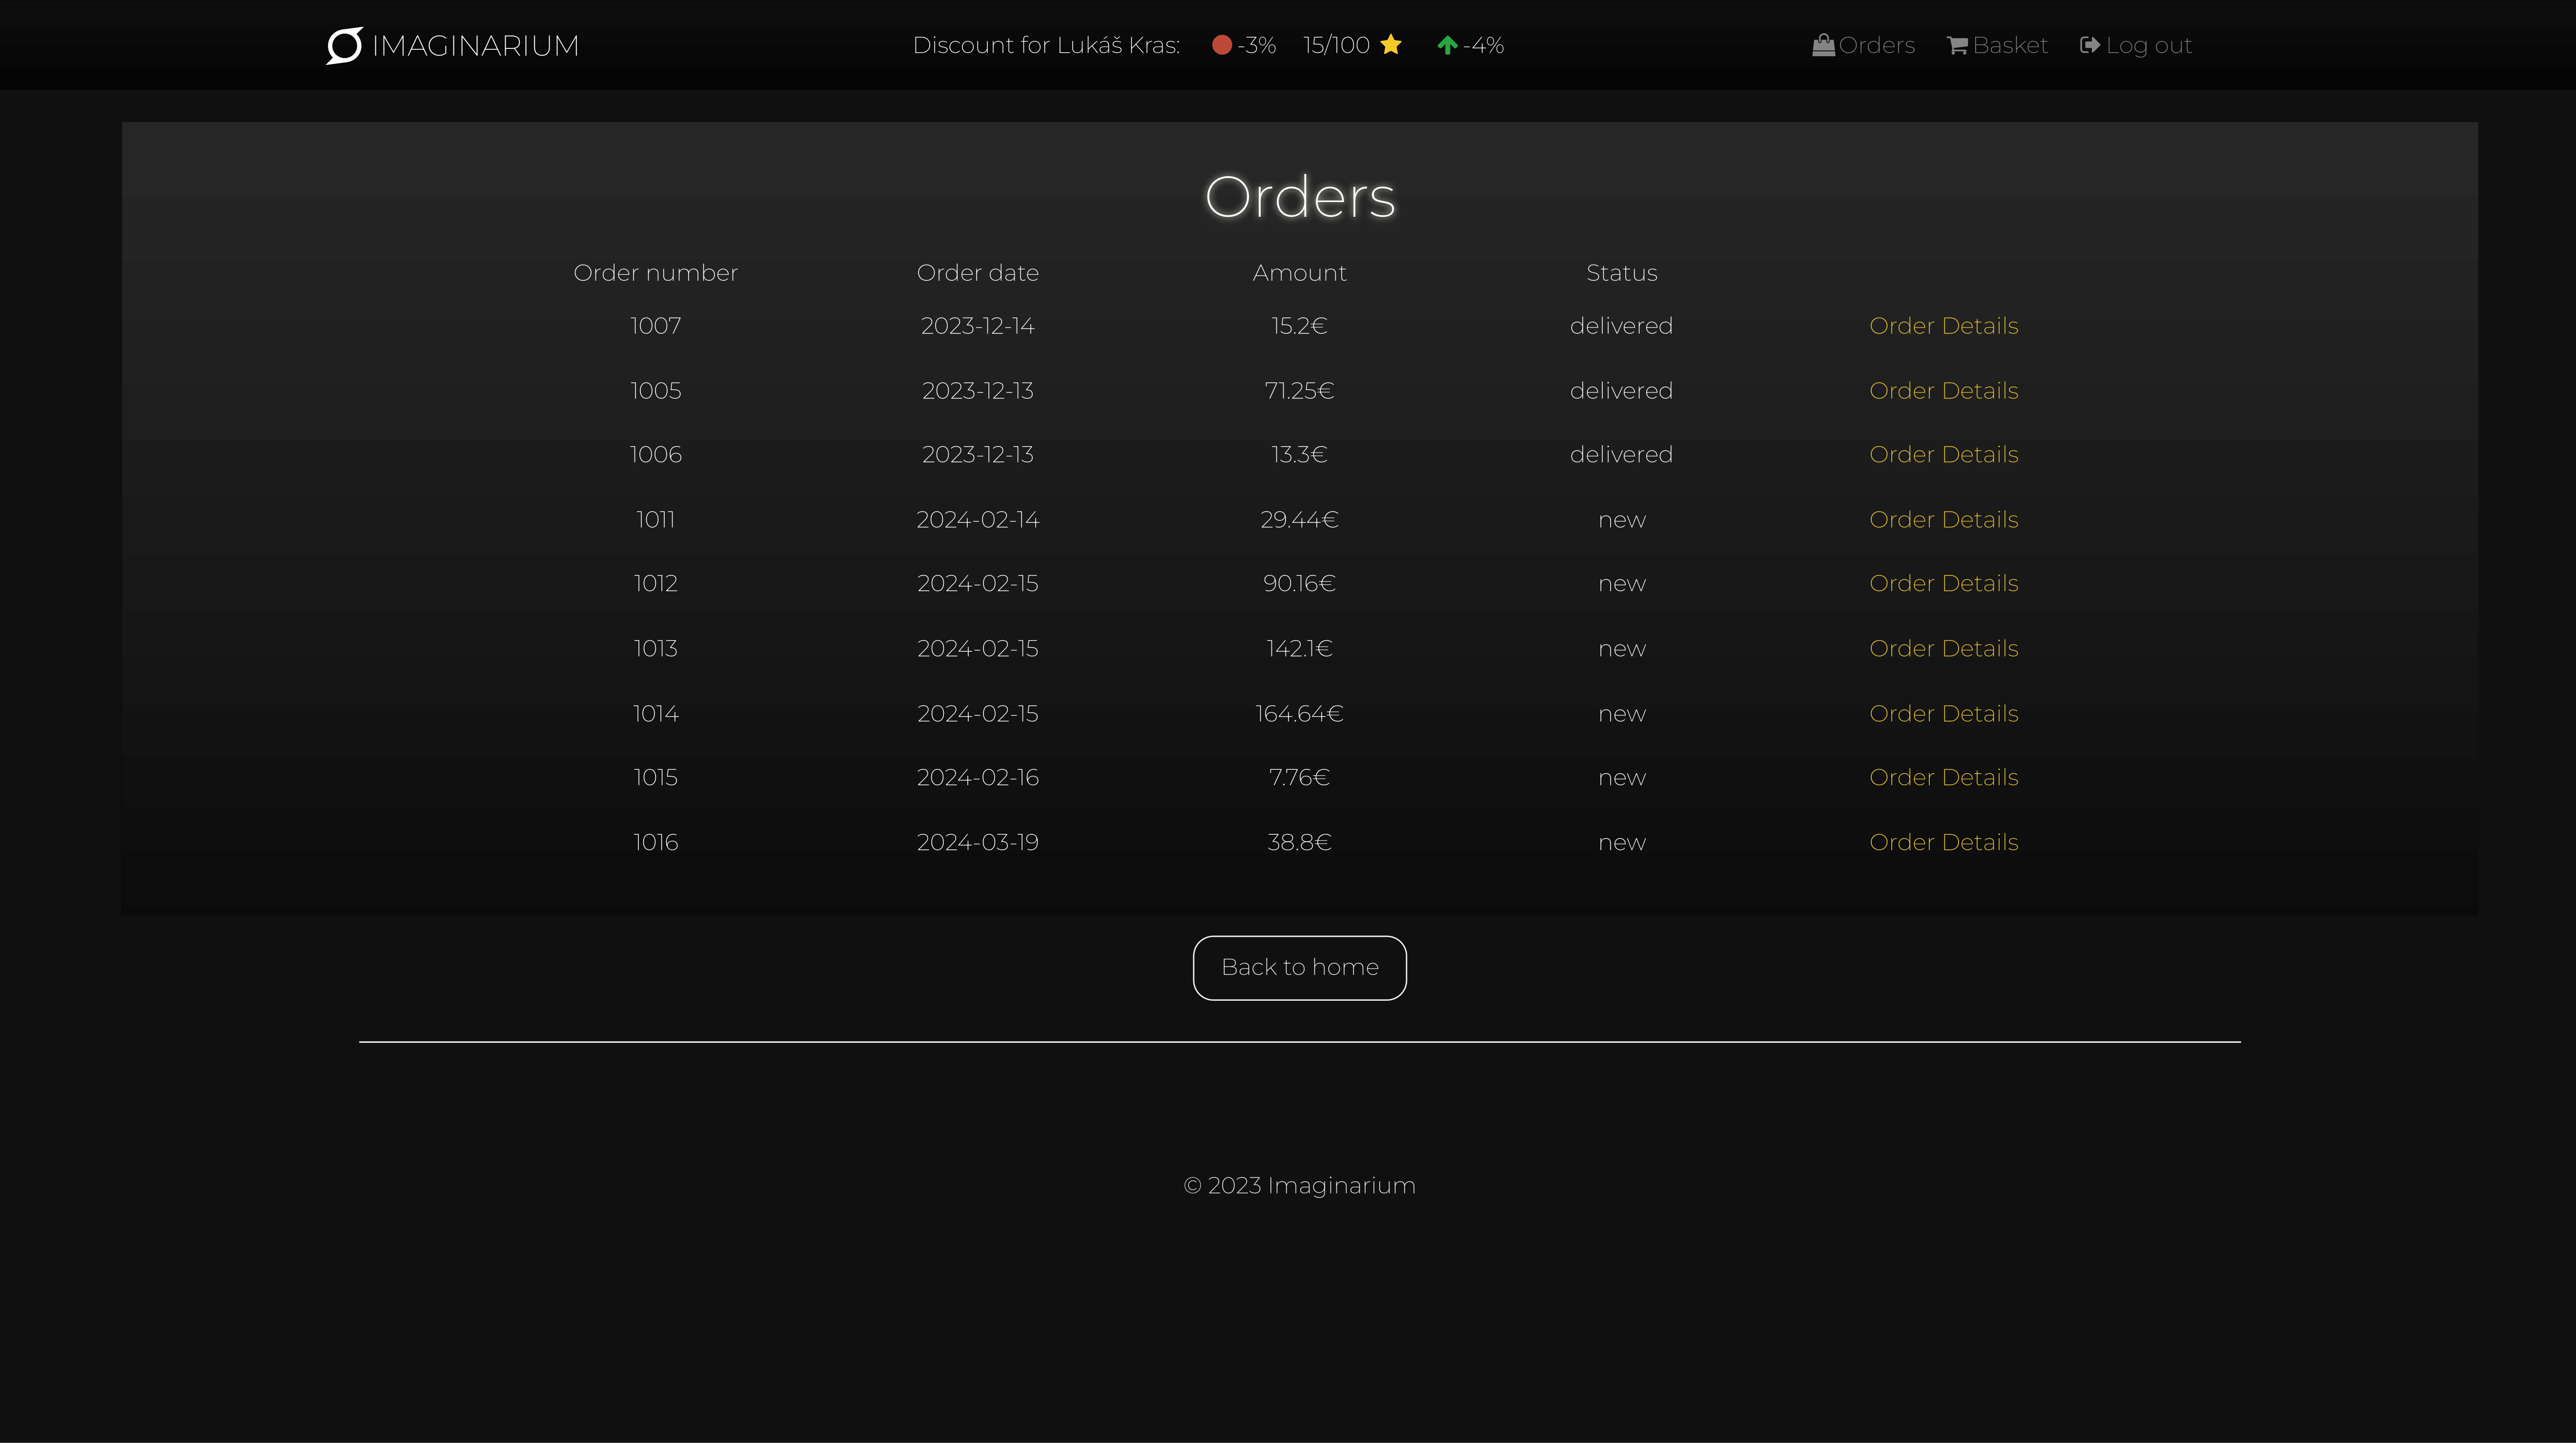 IMAGINARIUM Discount for Lukáš Kras: -3% 15/100 -4% Orders Basket Log out
Orders
Order number Order date Amount Status
1007 2023-12-14 15.2€ delivered Order Details
1005 2023-12-13 71.25€ delivered Order Details
1006 2023-12-13 13.3€ delivered Order Details
1011 2024-02-14 29.44€ new Order Details
1012 2024-02-15 90.16€ new Order Details
1013 2024-02-15 142.1€ new Order Details
1014 2024-02-15 164.64€ new Order Details
1015 2024-02-16 7.76€ new Order Details
1016 2024-03-19 38.8€ new Order Details
Back to home
© 2023 Imaginarium